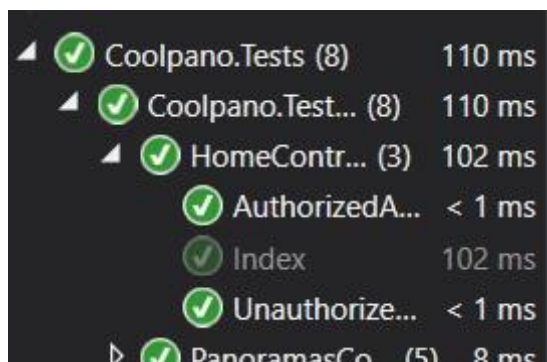 Coolpano.Tests (8) 110 ms
Coolpano.Test... (8) 110 ms
HomeContr... (3) 102 ms
AuthorizedA... < 1 ms
Index 102 ms
Unauthorize... < 1 ms
PanoramasCo... (5) 8 ms